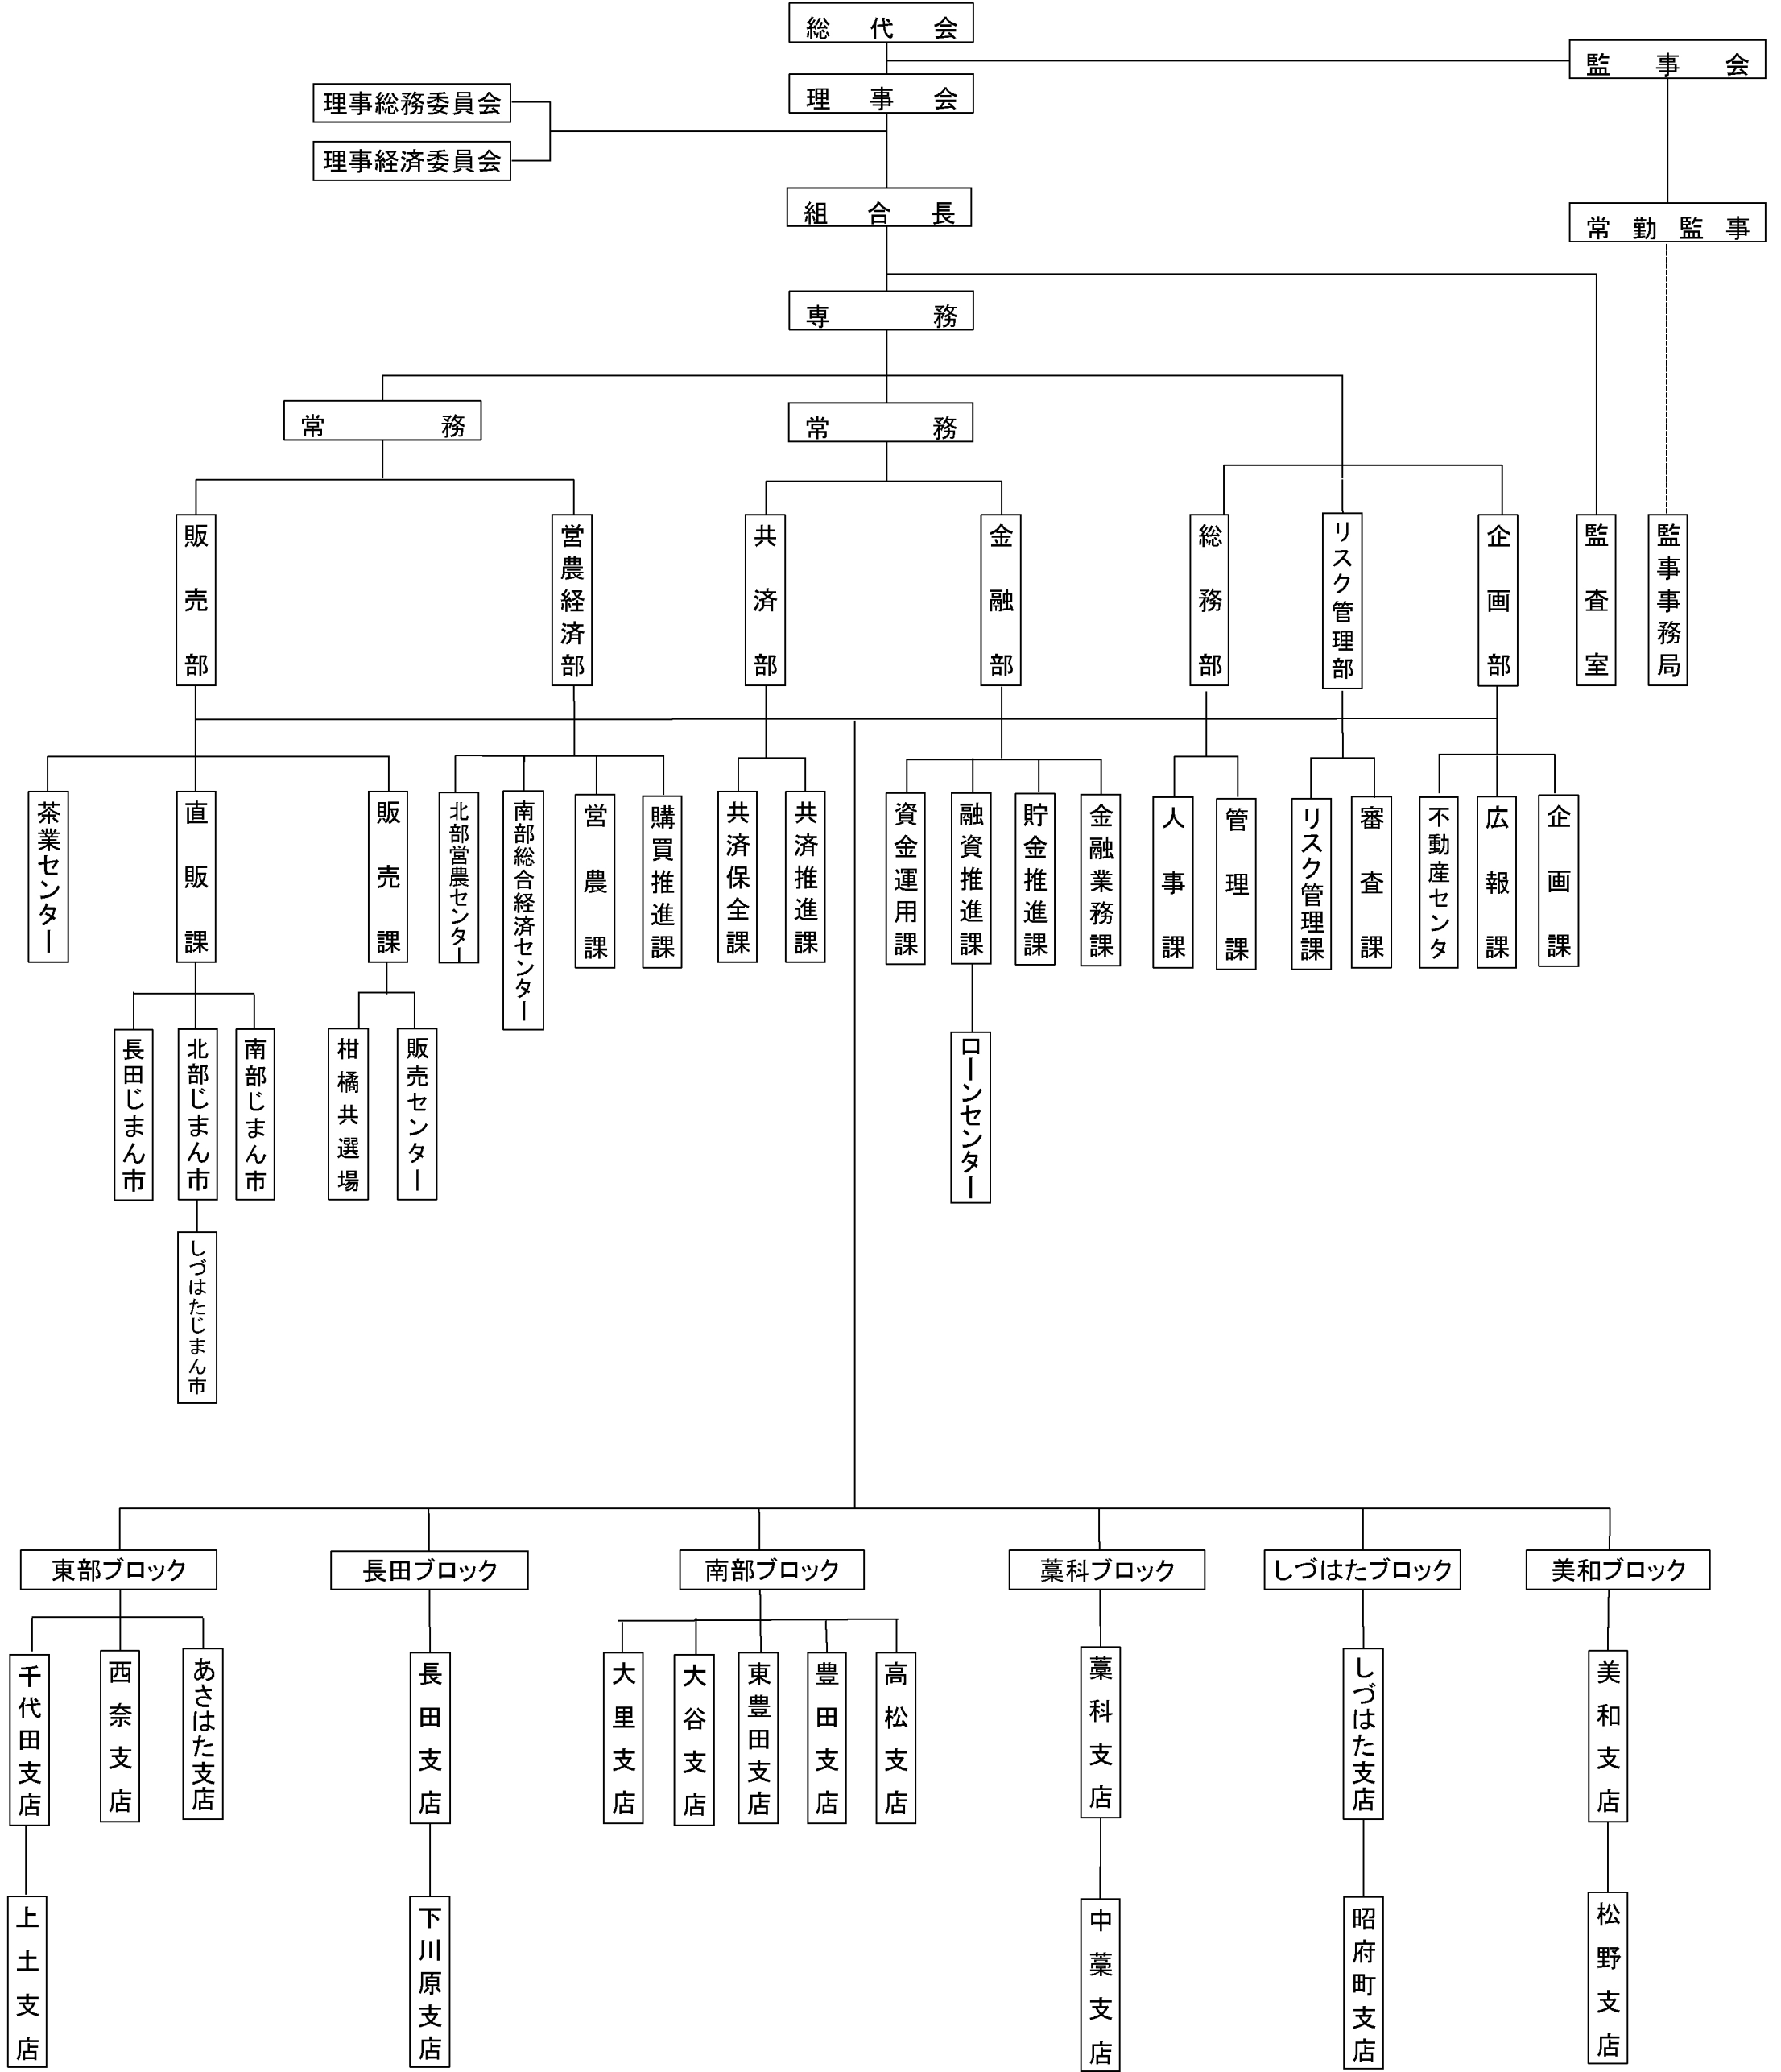 総代会
監事会
理事会
理事総務委員会
理事経済委員会
組合長
常勤監事
専務
常務
常務
販売部
営農経済部
共済部
金融部
総務部
リスク管理部
企画部
監査室
監事事務局
茶業センター
直販課
販売課
北部営農センター
南部総合経済センター
営農課
購買推進課
共済保全課
共済推進課
資金運用課
融資推進課
貯金推進課
金融業務課
人事課
管理課
リスク管理課
審査課
不動産センタ
広報課
企画課
長田じまん市
北部じまん市
南部じまん市
柑橘共選場
販売センター
ローンセンター
しづはたじまん市
東部ブロック
長田ブロック
南部ブロック
藁科ブロック
しづはたブロック
美和ブロック
千代田支店
西奈支店
あさはた支店
長田支店
大里支店
大谷支店
東豊田支店
豊田支店
高松支店
藁科支店
しづはた支店
美和支店
上土支店
下川原支店
中藁支店
昭府町支店
松野支店